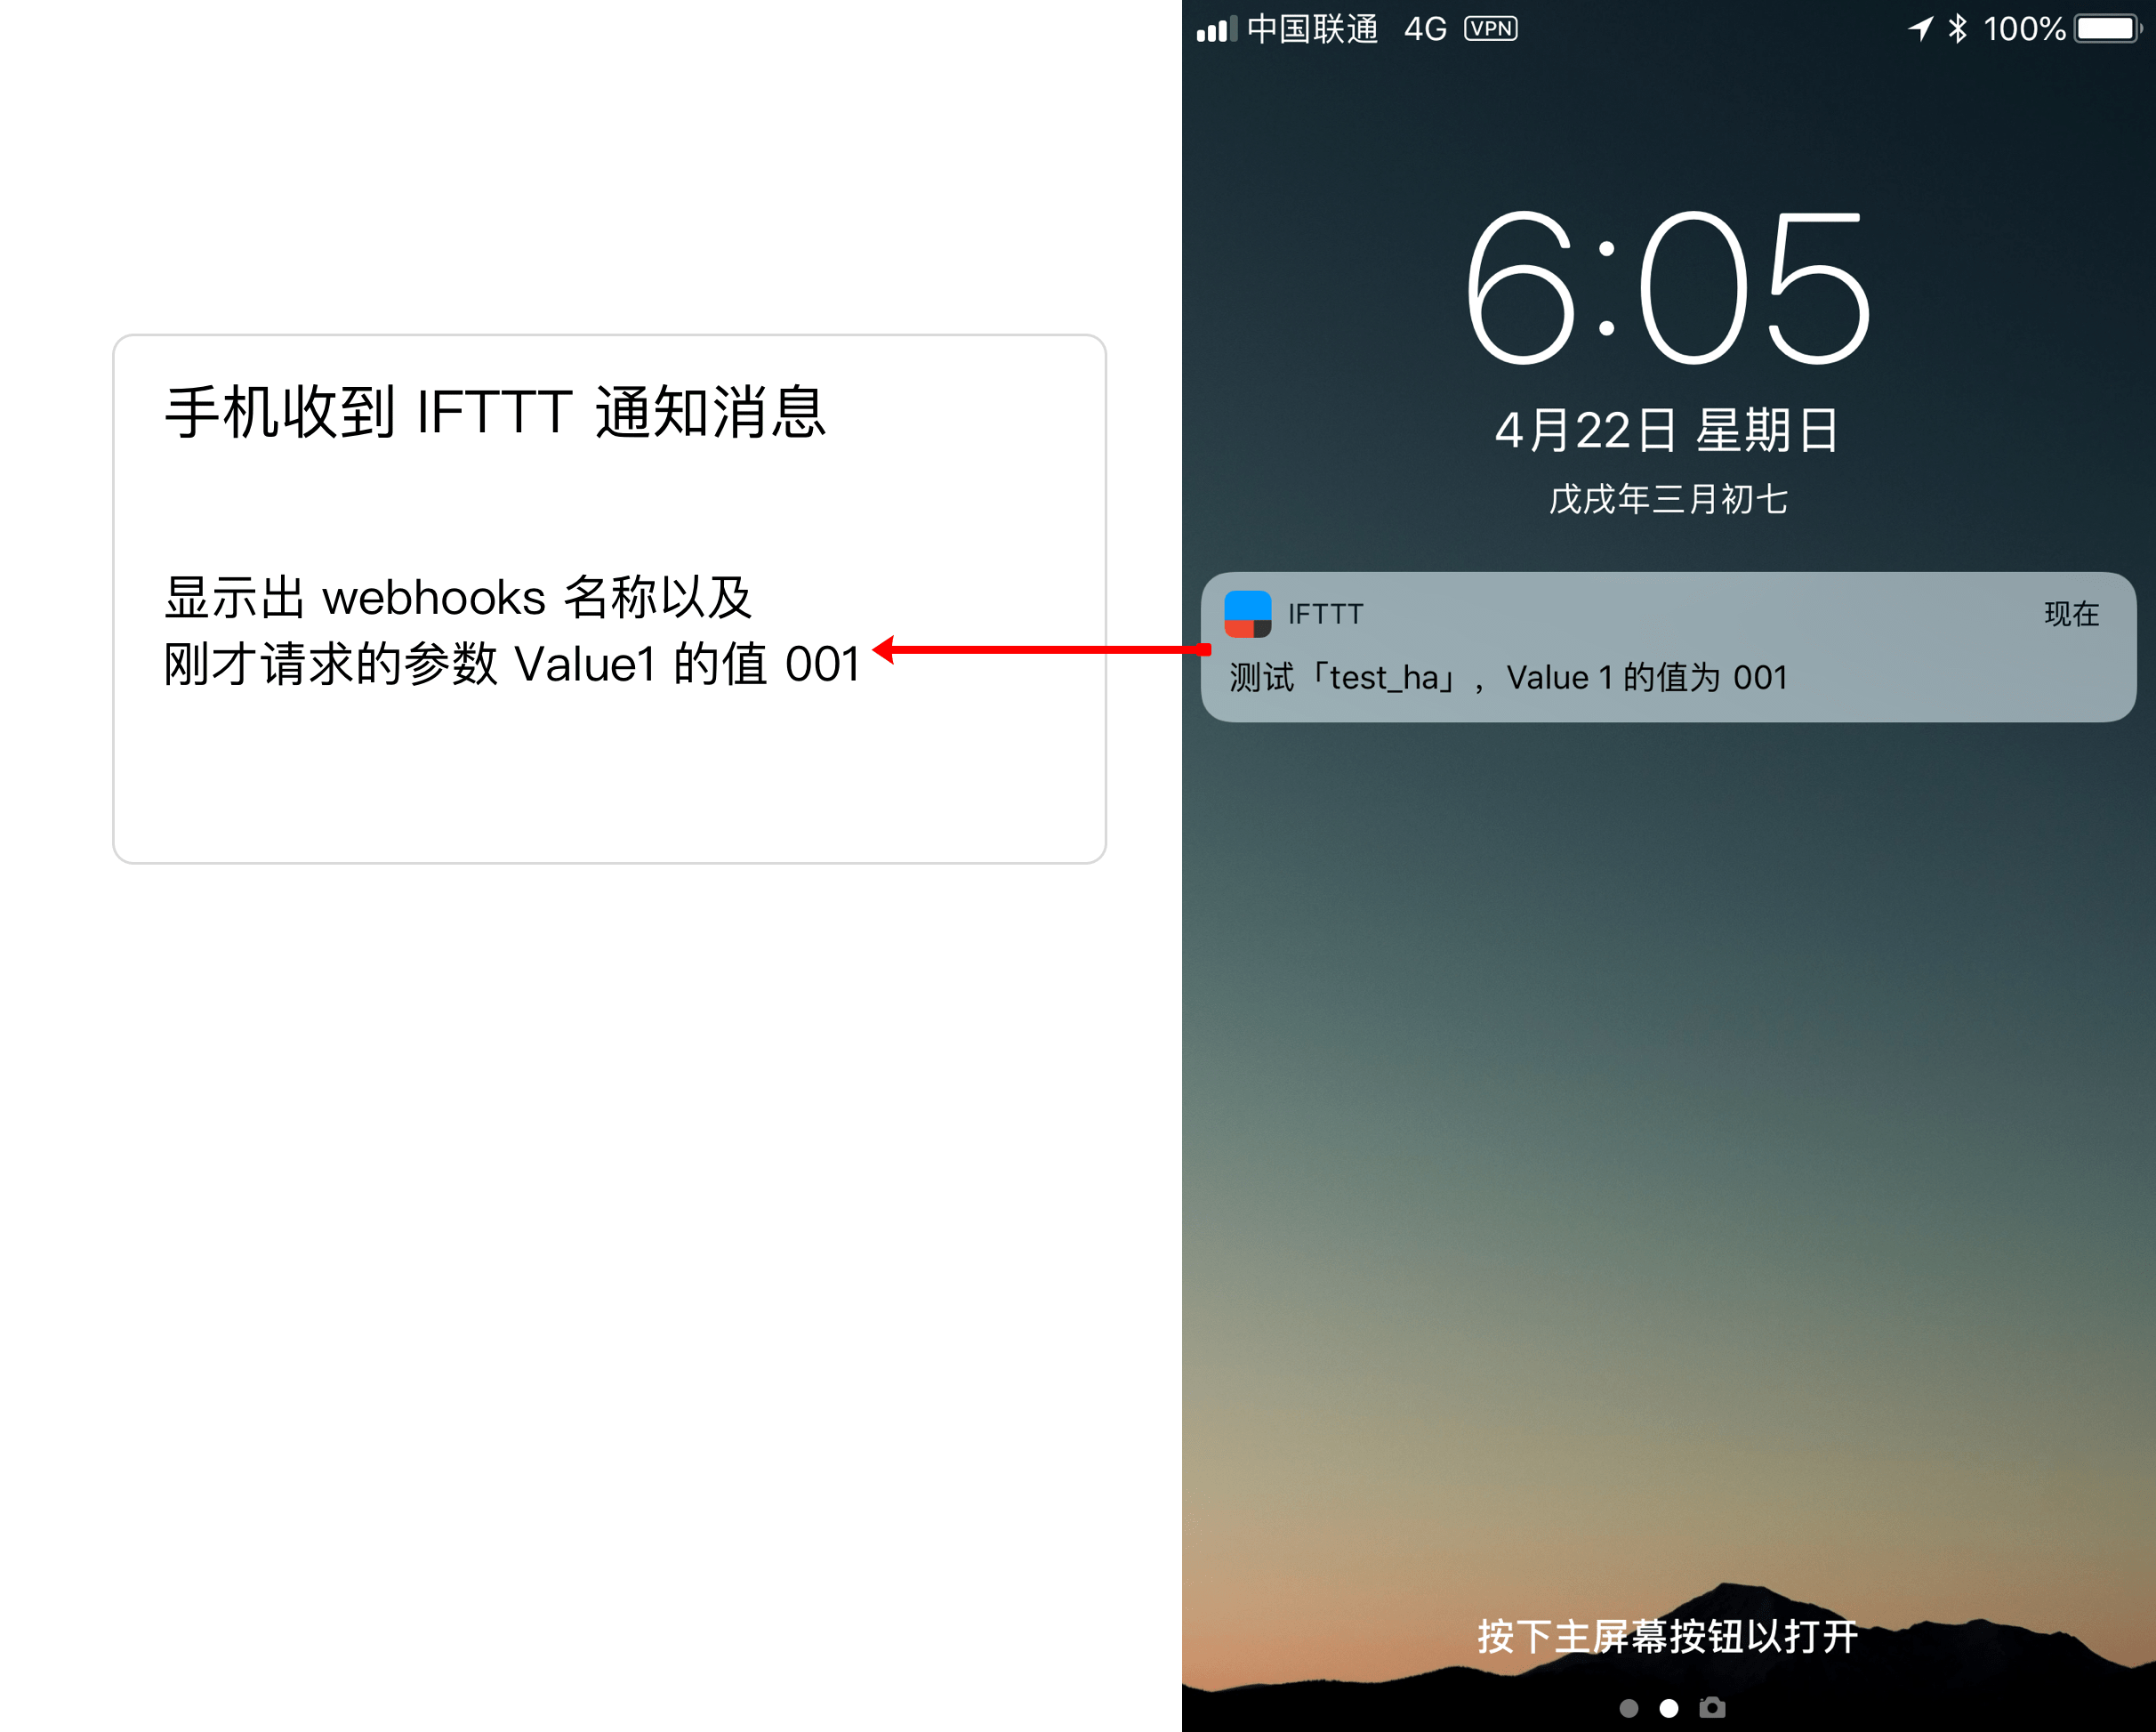 手机收到 IFTTT 通知消息
显示出 webhooks 名称以及
刚才请求的参数 Value1 的值 001
中国联通 4G VPN 100%
6:05
4月22日 星期日
戊戌年三月初七
IFTTT 现在
测试「test_ha」, Value 1 的值为 001
按下主屏幕按钮以打开